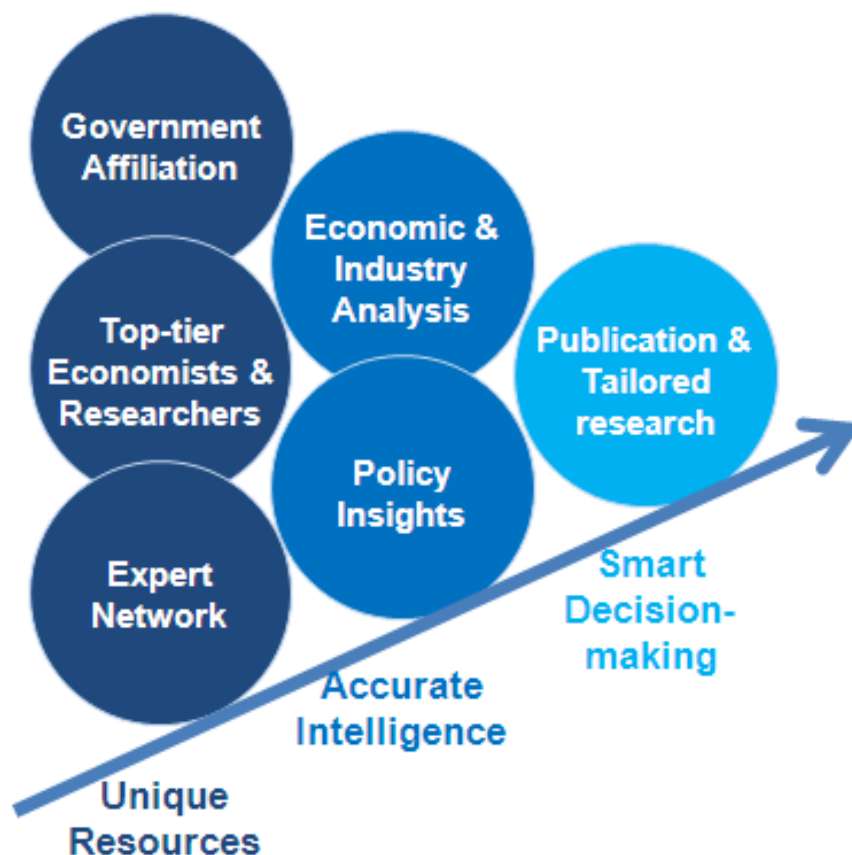 Government
Affiliation
Top-tier
Economists &
Researchers
Expert
Network
Economic &
Industry
Analysis
Policy
Insights
Publication &
Tailored
research
Unique
Resources
Accurate
Intelligence
Smart
Decision-
making